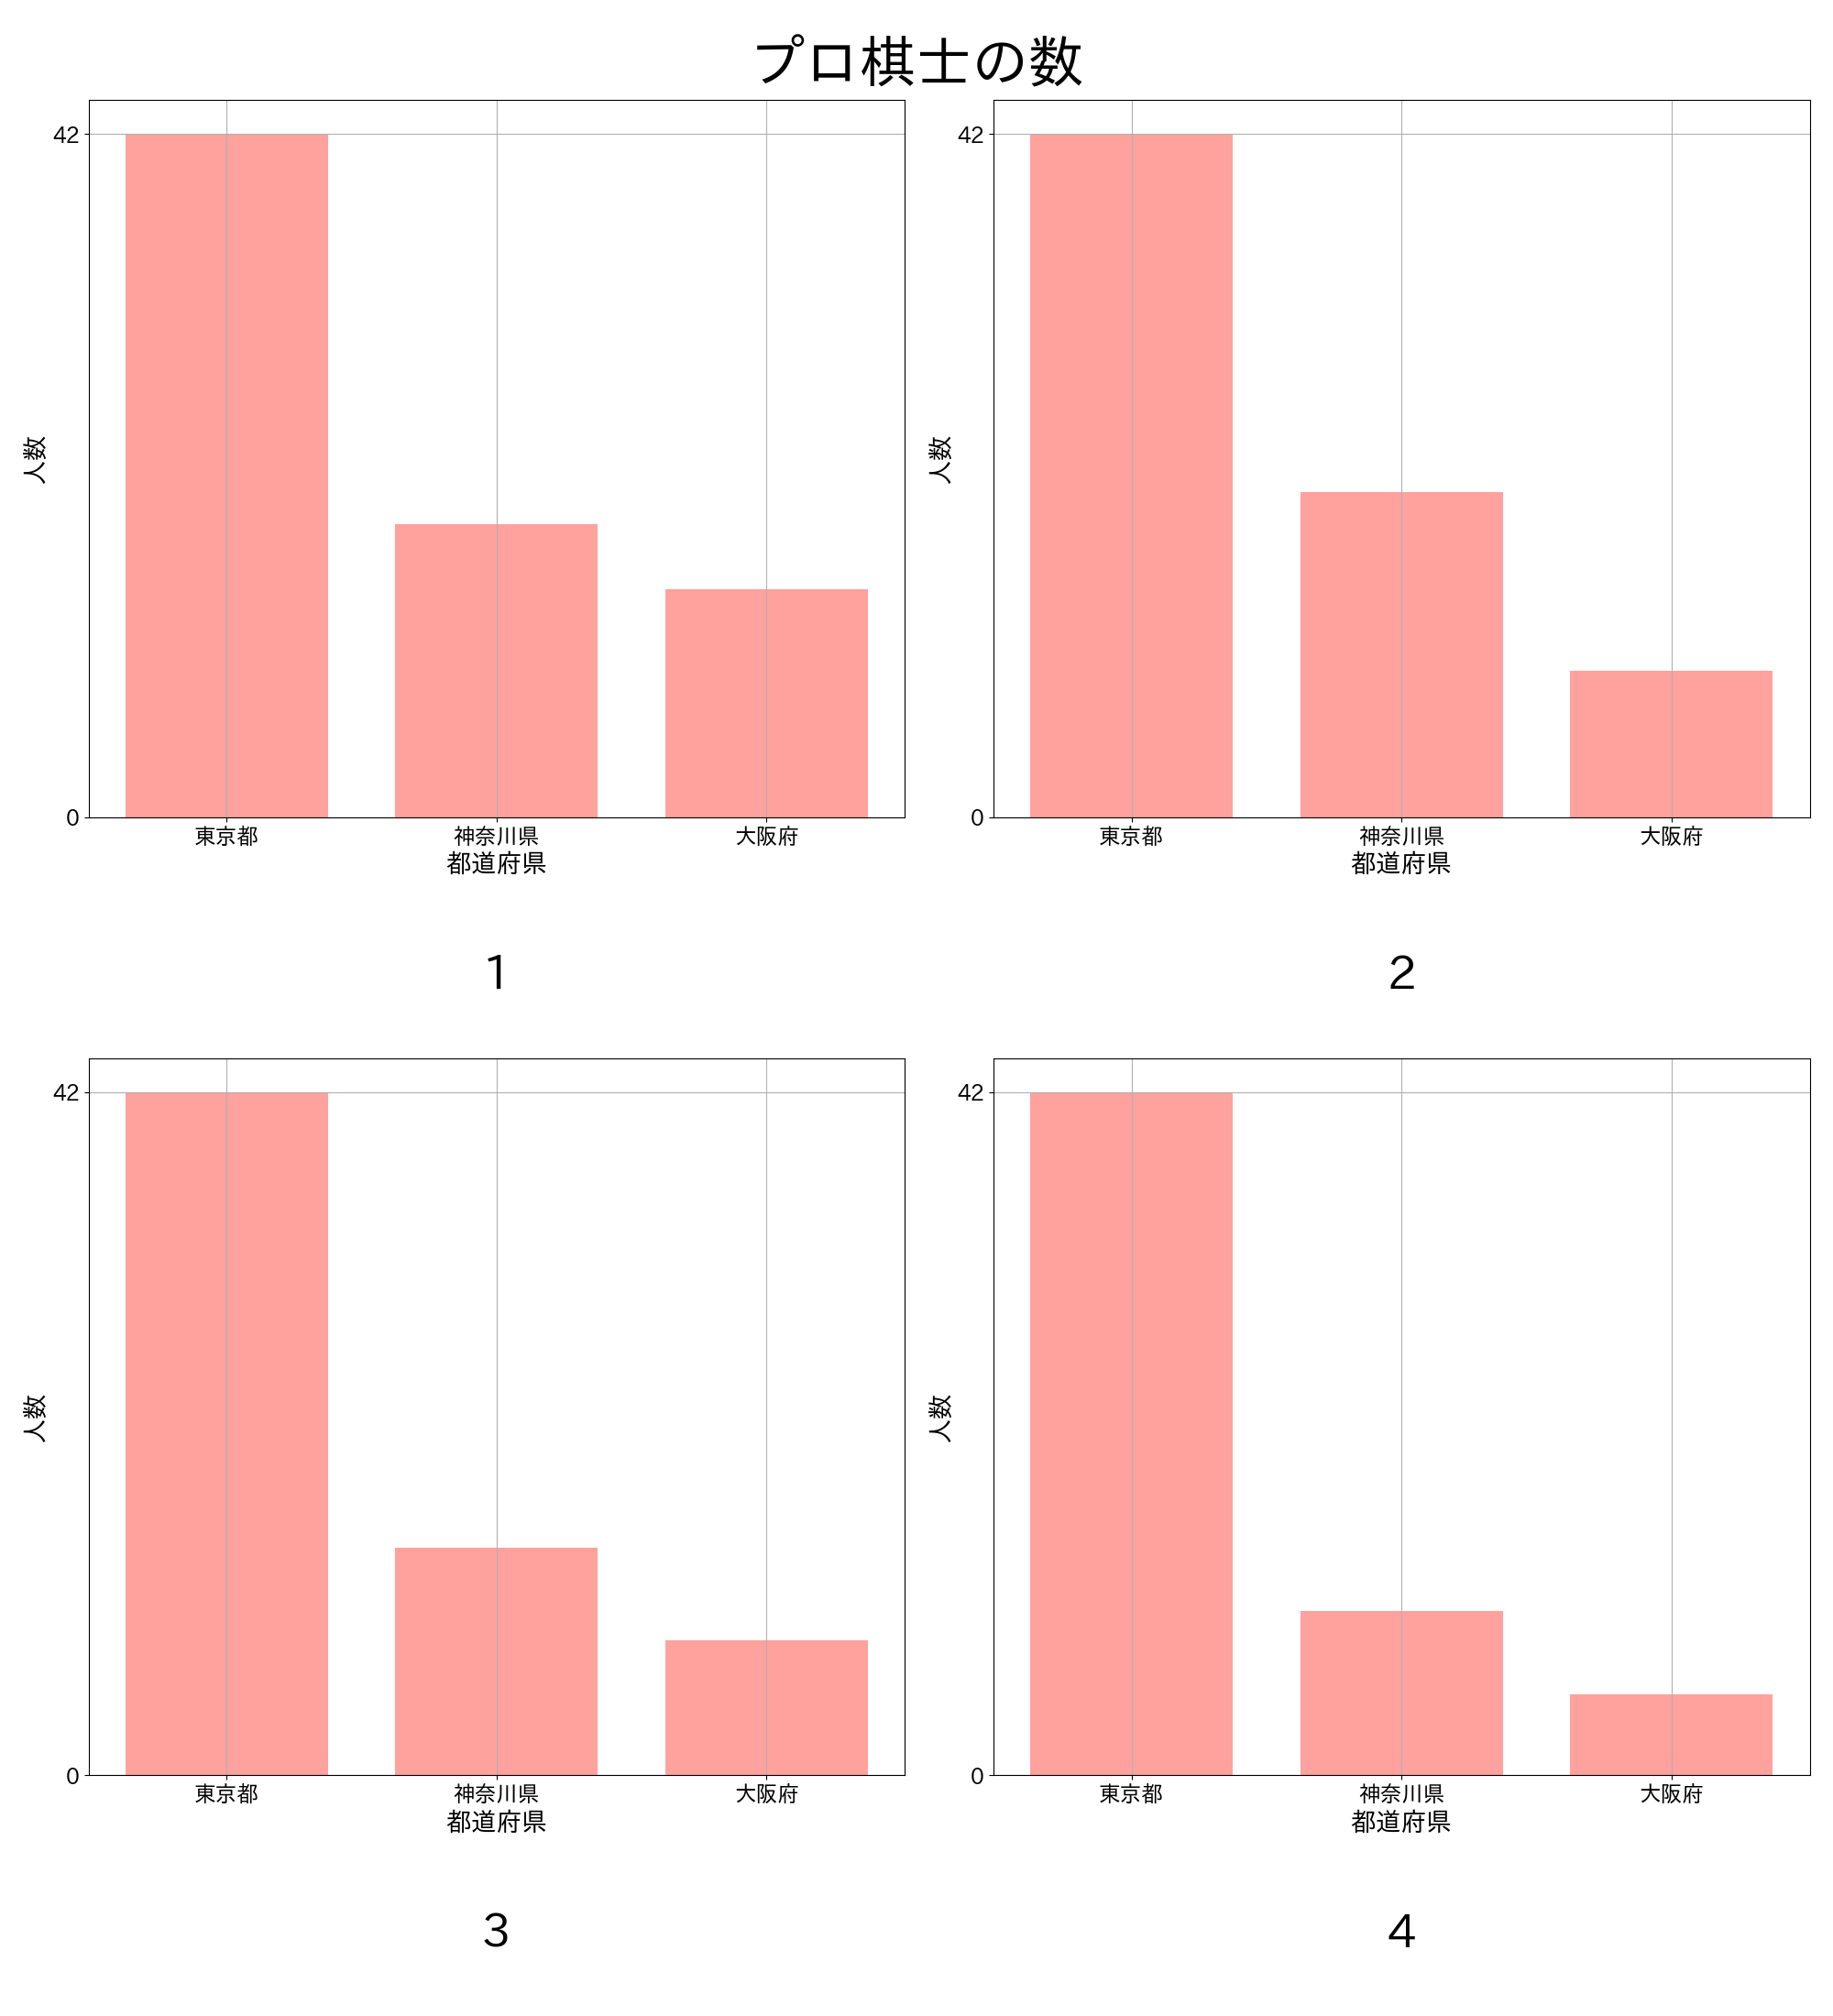 プロ棋士の数
42
0
人数
東京都 神奈川県 大阪府
都道府県
1
42
0
人数
東京都 神奈川県 大阪府
都道府県
2
42
0
人数
東京都 神奈川県 大阪府
都道府県
3
42
0
人数
東京都 神奈川県 大阪府
都道府県
4